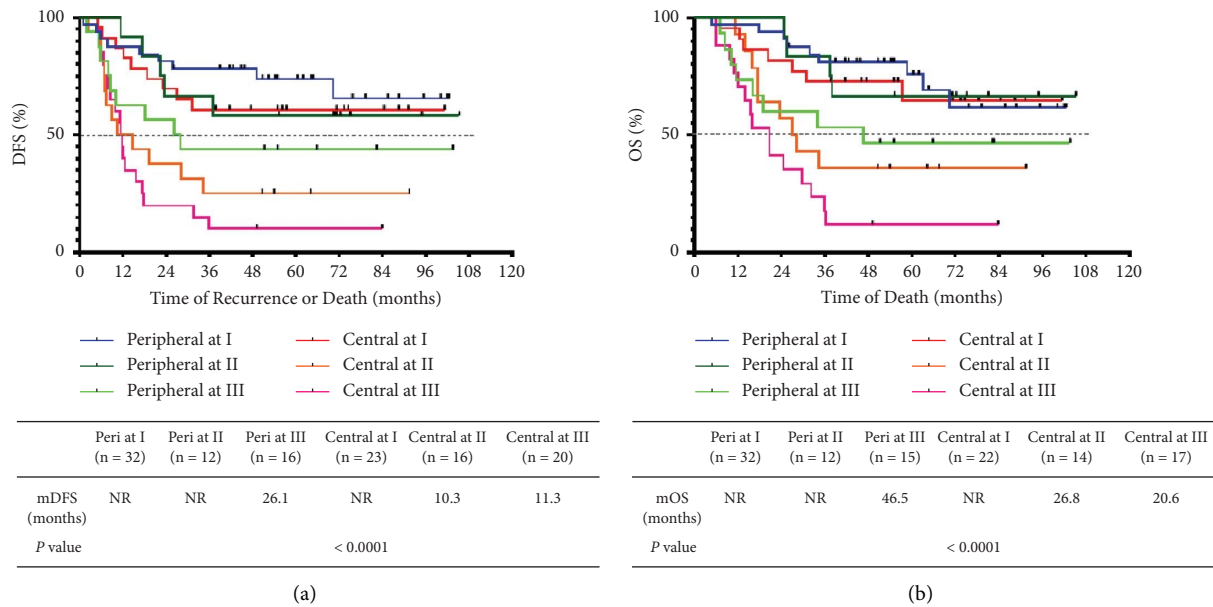 100
50
0
DFS (%)
0 12 24 36 48 60 72 84 96 108 120
Time of Recurrence or Death (months)
Peripheral at I
Central at I
Peripheral at II
Central at II
Peripheral at III
Central at III
Peri at I Peri at II Peri at III Central at I Central at II Central at III
(n = 32) (n = 12) (n = 16) (n = 23) (n = 16) (n = 20)
mDFS NR NR 26.1 NR 10.3 11.3
(months)
P value < 0.0001
(a)
100
50
0
OS (%)
0 12 24 36 48 60 72 84 96 108 120
Time of Death (months)
Peripheral at I
Central at I
Peripheral at II
Central at II
Peripheral at III
Central at III
Peri at I Peri at II Peri at III Central at I Central at II Central at III
(n = 32) (n = 12) (n = 15) (n = 22) (n = 14) (n = 17)
mOS NR NR 46.5 NR 26.8 20.6
(months)
P value < 0.0001
(b)